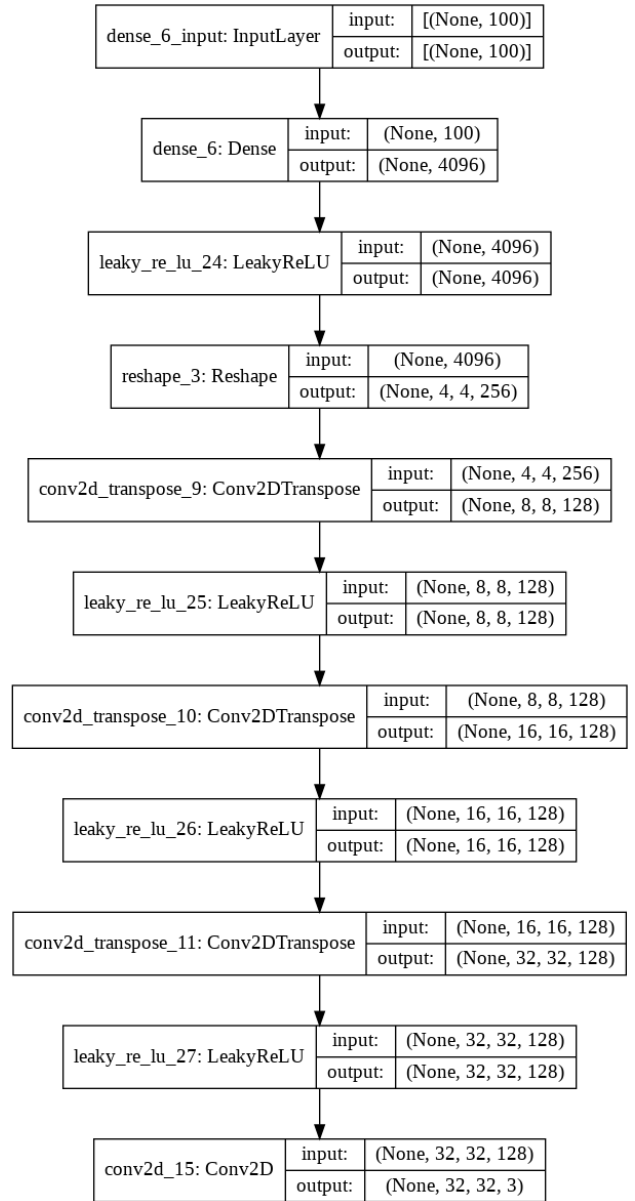 dense_6_input: InputLayer
input: [(None, 100)]
output: [(None, 100)]
dense_6: Dense
input: (None, 100)
output: (None, 4096)
leaky_re_lu_24: LeakyReLU
input: (None, 4096)
output: (None, 4096)
reshape_3: Reshape
input: (None, 4096)
output: (None, 4, 4, 256)
conv2d_transpose_9: Conv2DTranspose
input: (None, 4, 4, 256)
output: (None, 8, 8, 128)
leaky_re_lu_25: LeakyReLU
input: (None, 8, 8, 128)
output: (None, 8, 8, 128)
conv2d_transpose_10: Conv2DTranspose
input: (None, 8, 8, 128)
output: (None, 16, 16, 128)
leaky_re_lu_26: LeakyReLU
input: (None, 16, 16, 128)
output: (None, 16, 16, 128)
conv2d_transpose_11: Conv2DTranspose
input: (None, 16, 16, 128)
output: (None, 32, 32, 128)
leaky_re_lu_27: LeakyReLU
input: (None, 32, 32, 128)
output: (None, 32, 32, 128)
conv2d_15: Conv2D
input: (None, 32, 32, 128)
output: (None, 32, 32, 3)